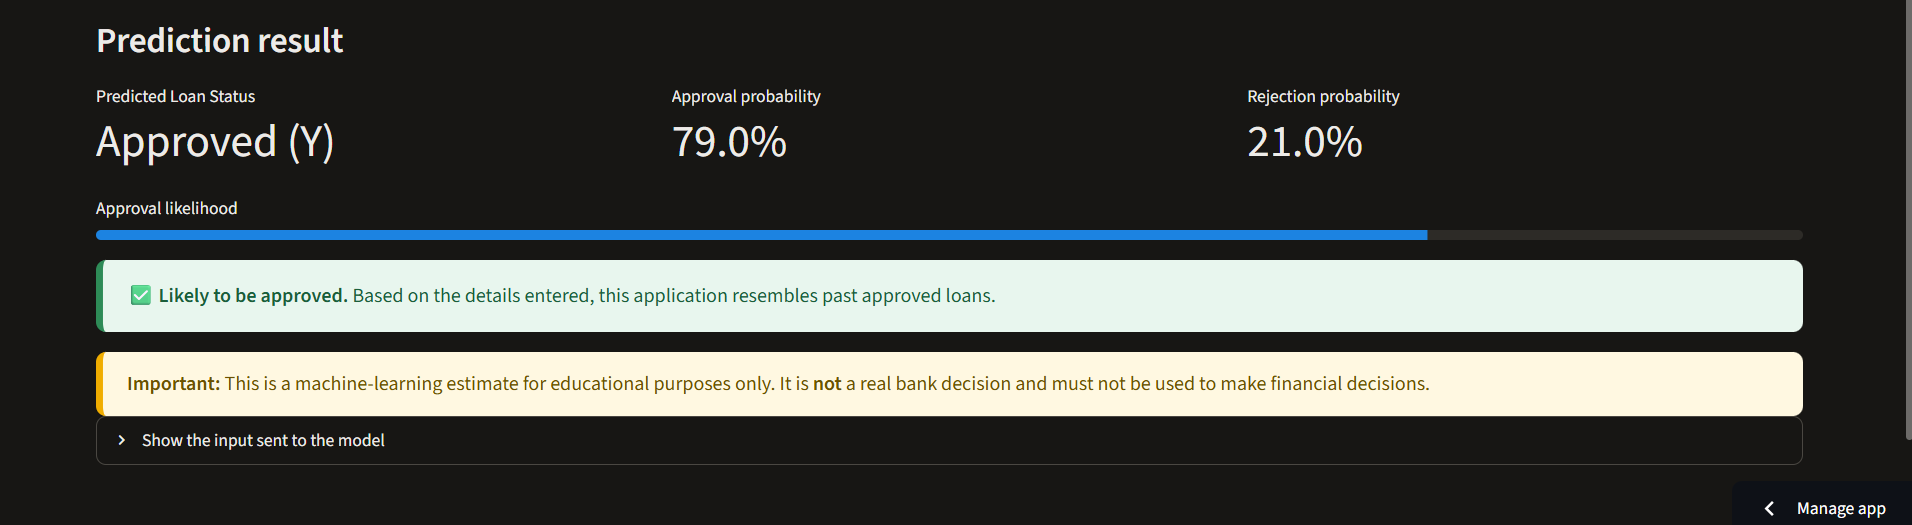 Prediction result
Predicted Loan Status
Approved (Y)
Approval probability
79.0%
Rejection probability
21.0%
Approval likelihood
✅ Likely to be approved. Based on the details entered, this application resembles past approved loans.
Important: This is a machine-learning estimate for educational purposes only. It is not a real bank decision and must not be used to make financial decisions.
Show the input sent to the model
Manage app